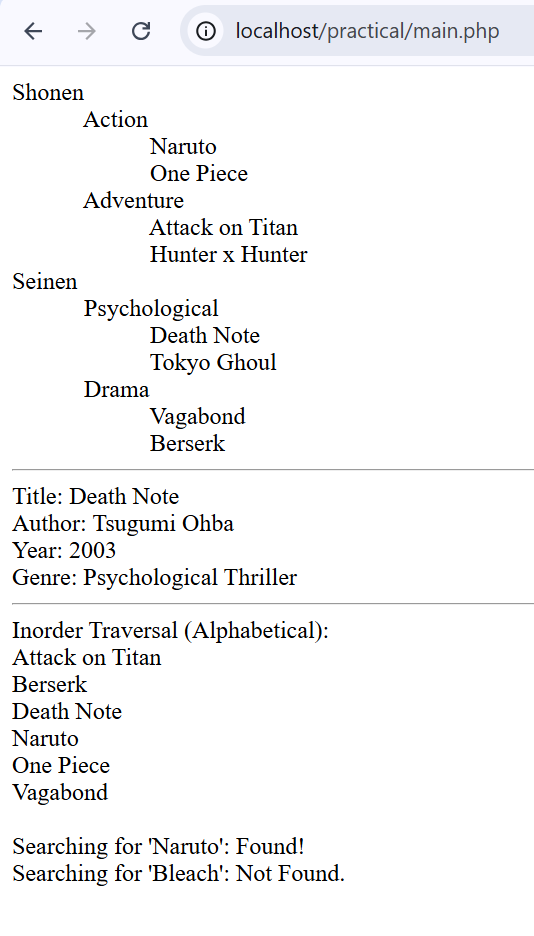 localhost/practical/main.php
Shonen
Action
Naruto
One Piece
Adventure
Attack on Titan
Hunter x Hunter
Seinen
Psychological
Death Note
Tokyo Ghoul
Drama
Vagabond
Berserk
Title: Death Note
Author: Tsugumi Ohba
Year: 2003
Genre: Psychological Thriller
Inorder Traversal (Alphabetical):
Attack on Titan
Berserk
Death Note
Naruto
One Piece
Vagabond
Searching for 'Naruto': Found!
Searching for 'Bleach': Not Found.